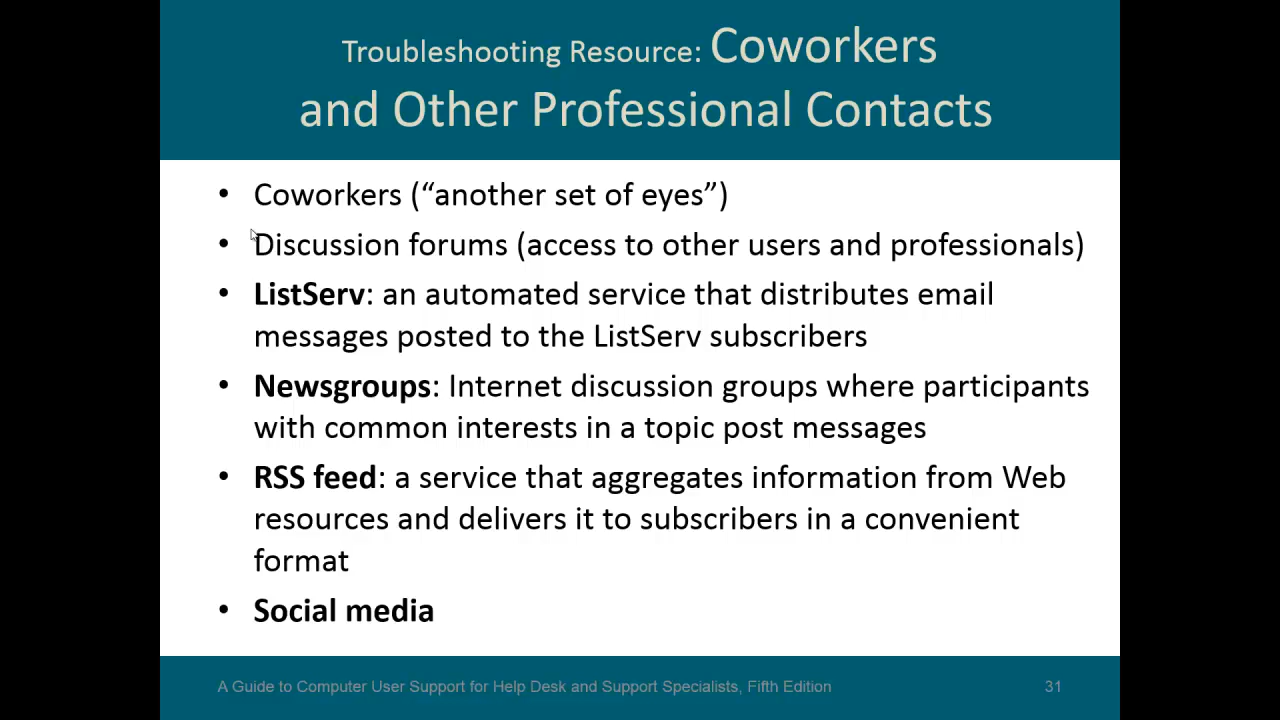 Troubleshooting Resource: Coworkers
and Other Professional Contacts
• Coworkers (“another set of eyes”)
• Discussion forums (access to other users and professionals)
• ListServ: an automated service that distributes email
messages posted to the ListServ subscribers
• Newsgroups: Internet discussion groups where participants
with common interests in a topic post messages
• RSS feed: a service that aggregates information from Web
resources and delivers it to subscribers in a convenient
format
• Social media
A Guide to Computer User Support for Help Desk and Support Specialists, Fifth Edition 31